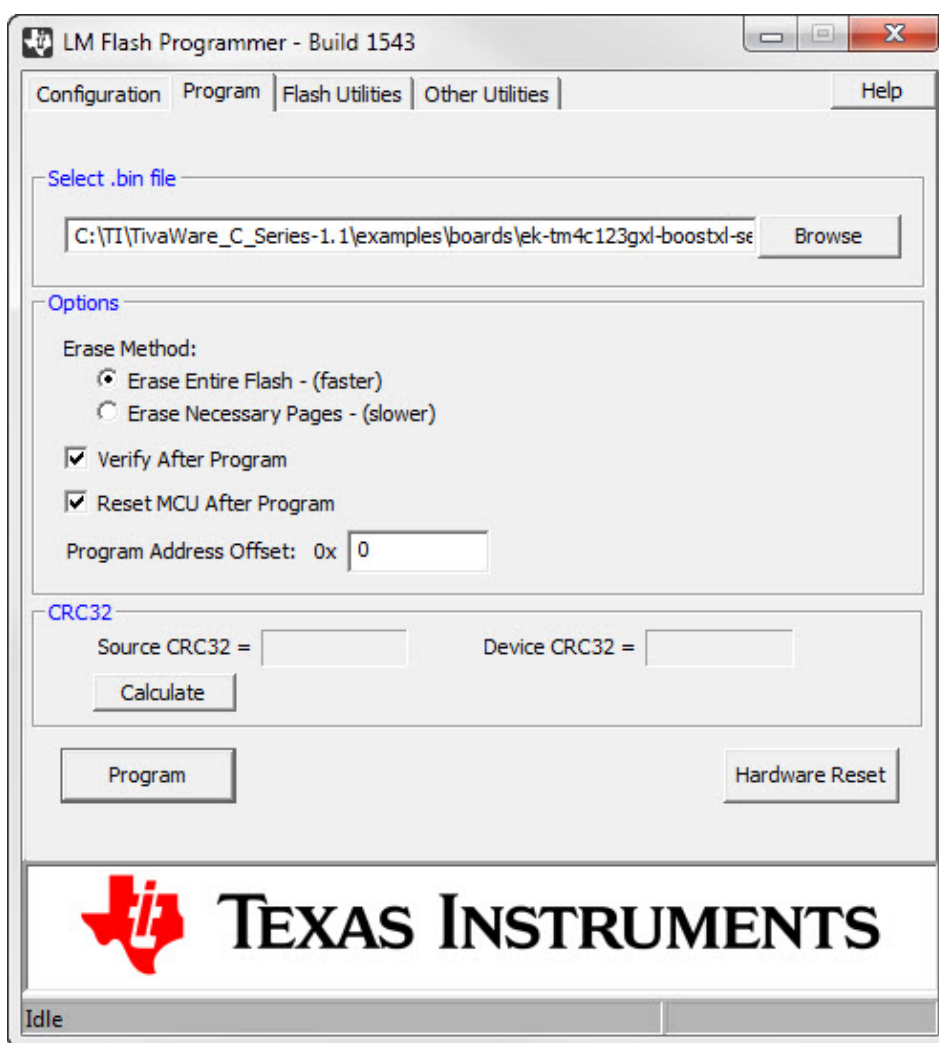 LM Flash Programmer - Build 1543
Configuration Program Flash Utilities Other Utilities Help
Select .bin file
C:\TI\TivaWare_C_Series-1.1\examples\boards\ek-tm4c123gxl-boostxl-se Browse
Options
Erase Method:
Erase Entire Flash - (faster)
Erase Necessary Pages - (slower)
Verify After Program
Reset MCU After Program
Program Address Offset: 0x 0
CRC32
Source CRC32 = Device CRC32 =
Calculate
Program Hardware Reset
TEXAS INSTRUMENTS
Idle